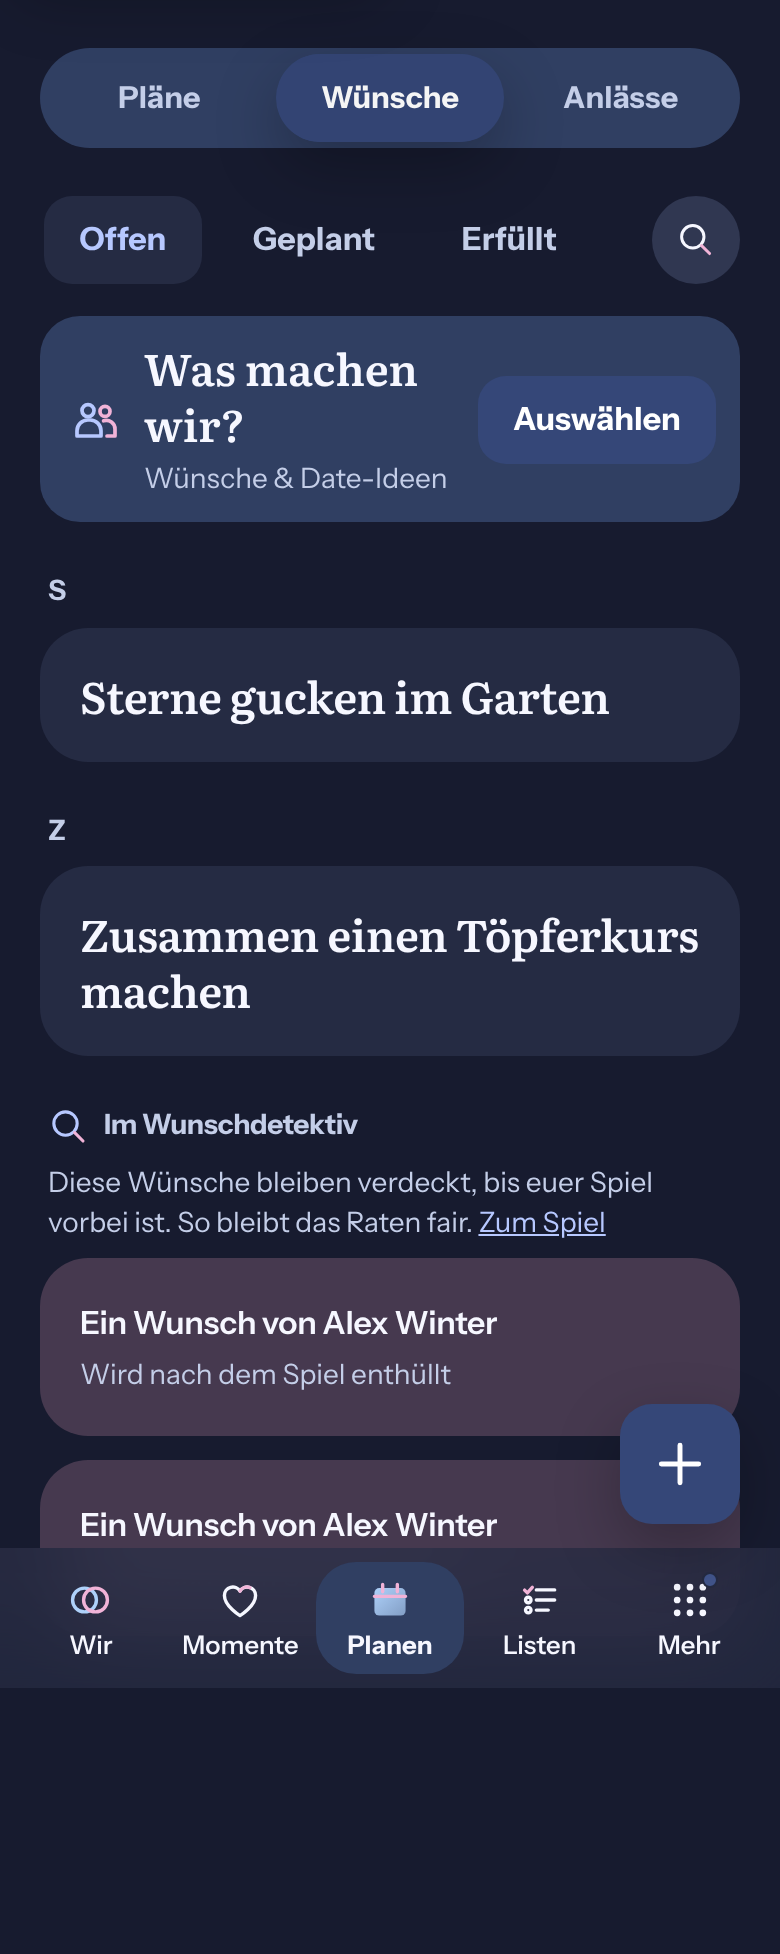 Pläne Wünsche Anlässe
Offen Geplant Erfüllt
Was machen
wir?
Wünsche & Date-Ideen
Auswählen
S
Sterne gucken im Garten
Z
Zusammen einen Töpferkurs
machen
Im Wunschdetektiv
Diese Wünsche bleiben verdeckt, bis euer Spiel
vorbei ist. So bleibt das Raten fair. Zum Spiel
Ein Wunsch von Alex Winter
Wird nach dem Spiel enthüllt
Ein Wunsch von Alex Winter
Wir Momente Planen Listen Mehr